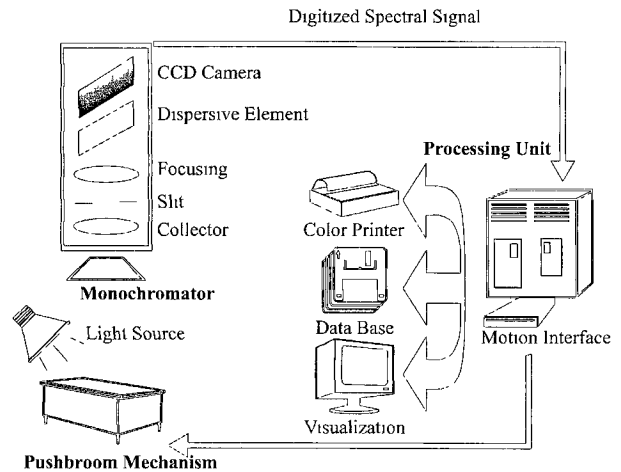 Digitized Spectral Signal
CCD Camera
Dispersive Element
Focusing
Slit
Collector
Monochromator
Light Source
Pushbroom Mechanism
Processing Unit
Color Printer
Data Base
Visualization
Motion Interface